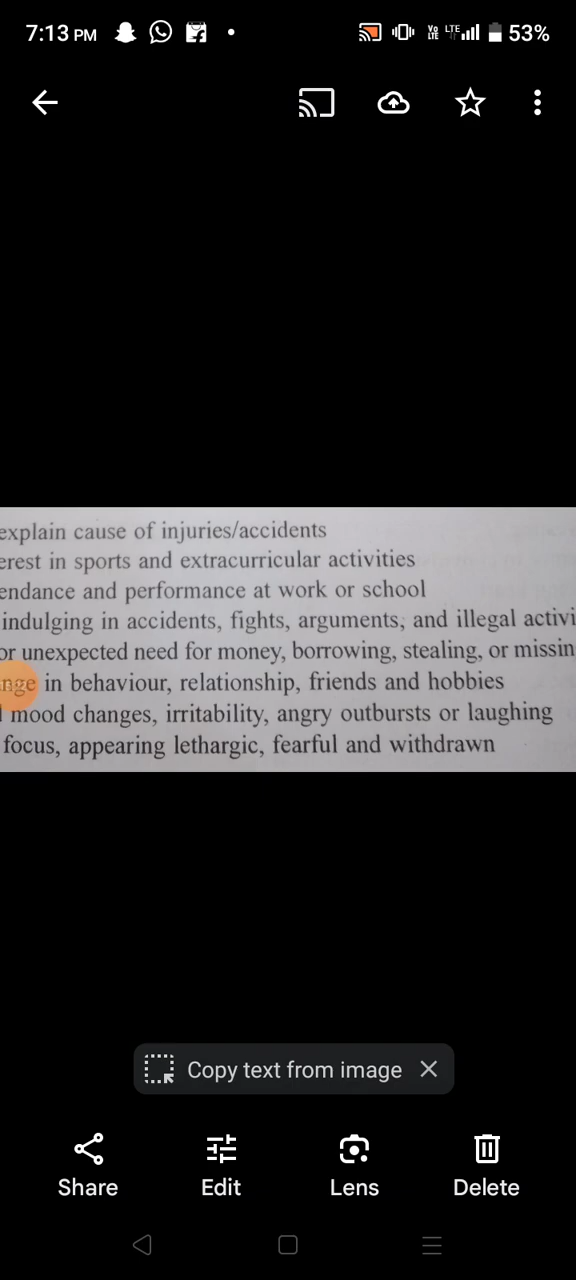 7:13 PM 53%
explain cause of injuries/accidents
erest in sports and extracurricular activities
endance and performance at work or school
indulging in accidents, fights, arguments, and illegal activi
or unexpected need for money, borrowing, stealing, or missin
nge in behaviour, relationship, friends and hobbies
mood changes, irritability, angry outbursts or laughing
focus, appearing lethargic, fearful and withdrawn
Copy text from image
Share Edit Lens Delete